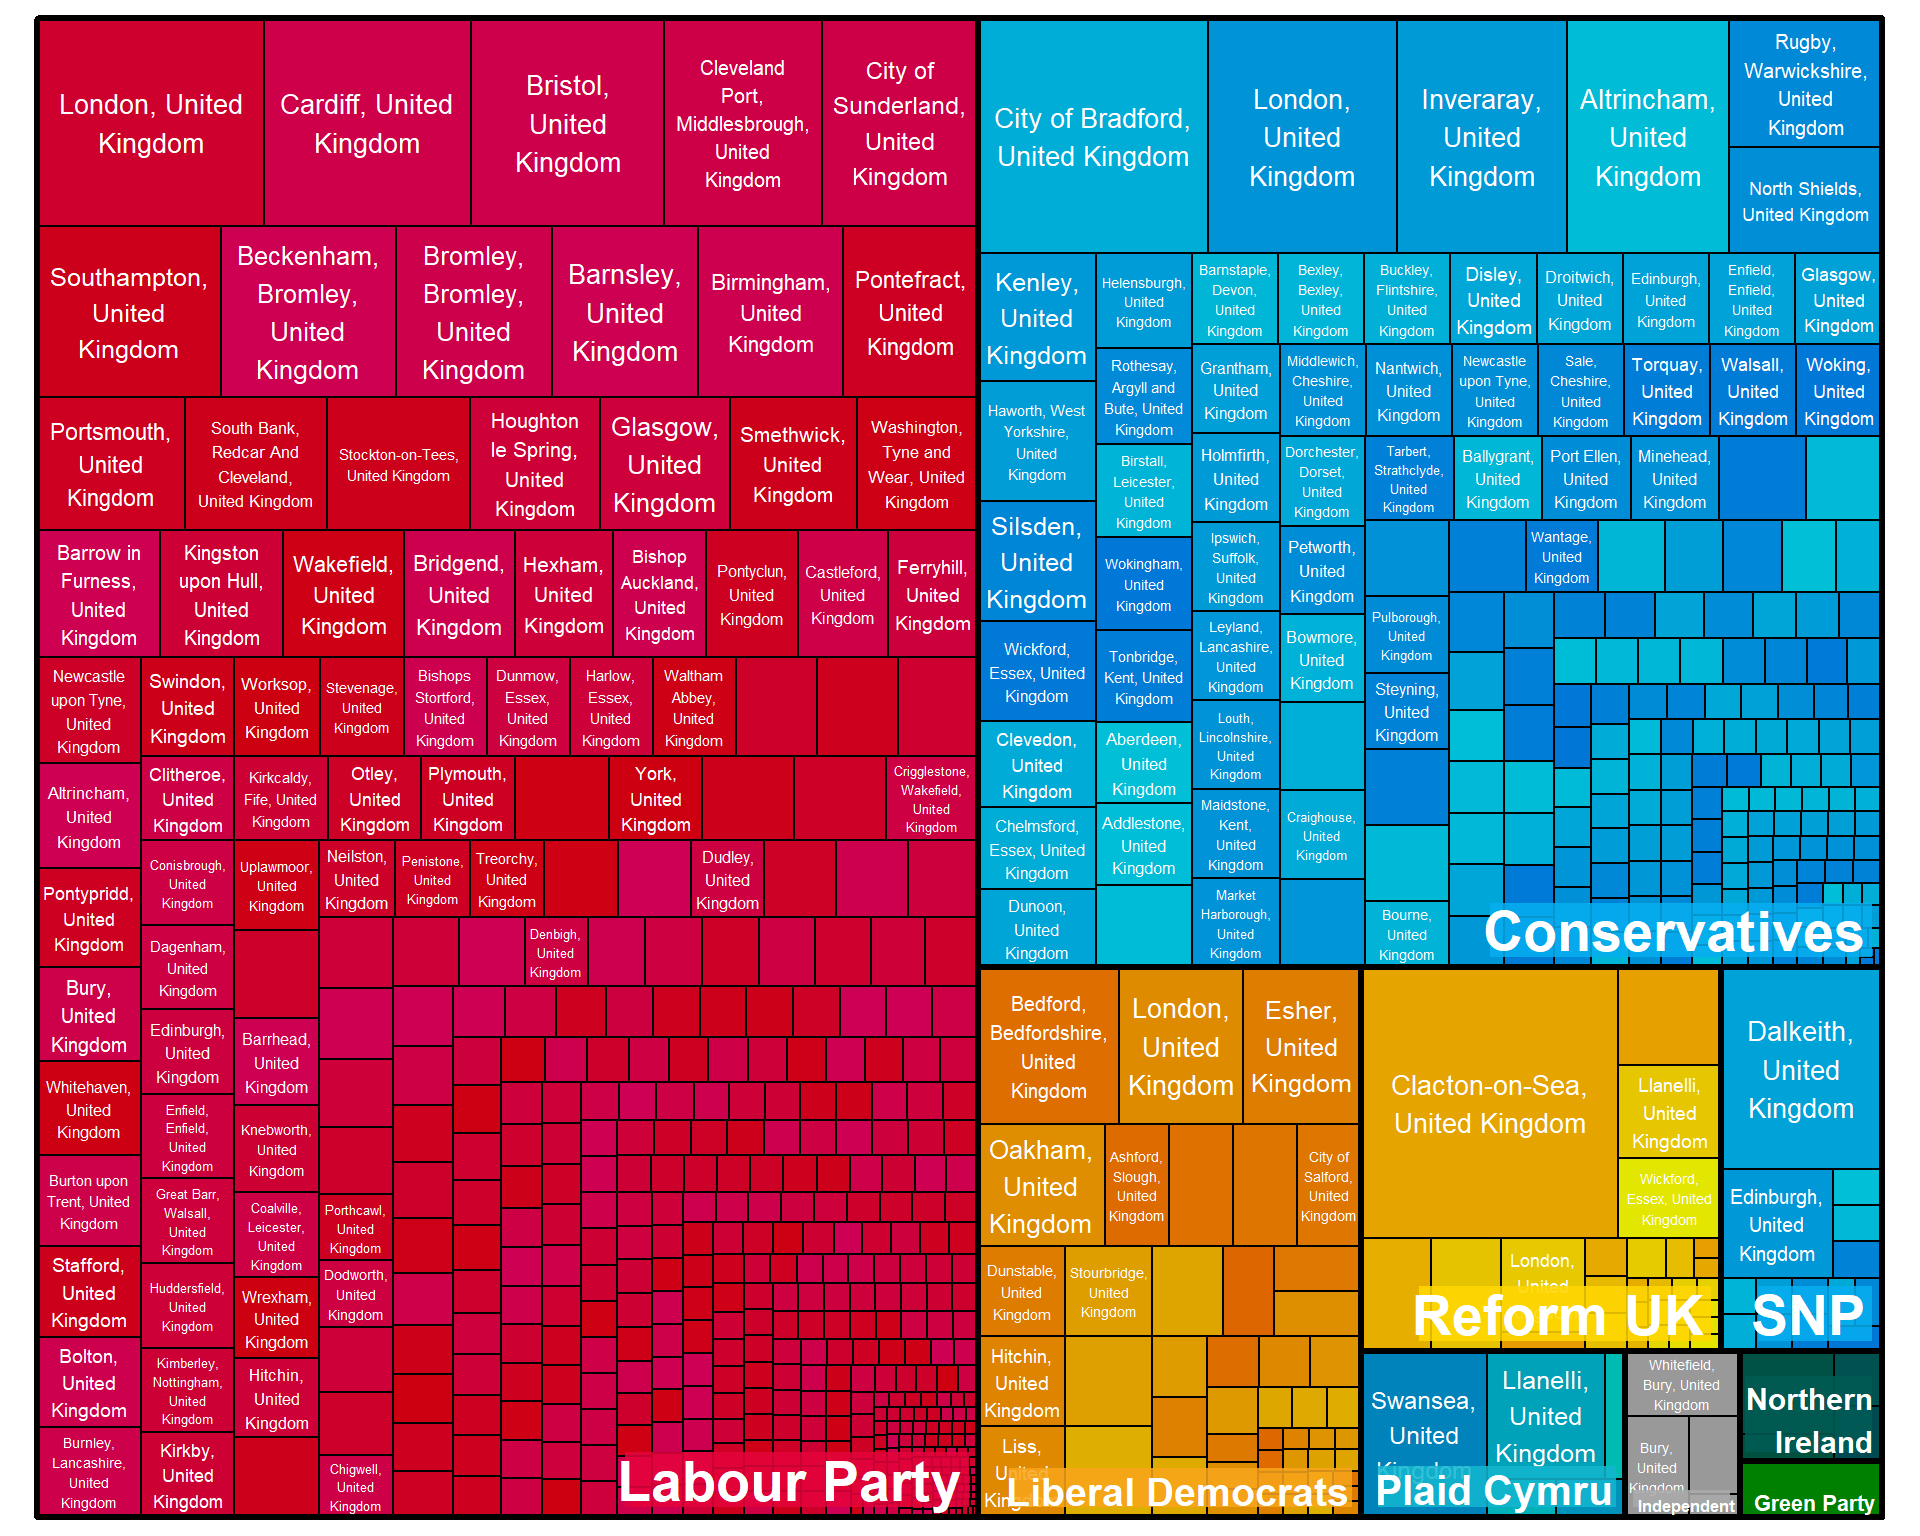 London, United
Kingdom
Cardiff, United
Kingdom
Bristol,
United
Kingdom
Cleveland
Port,
Middlesbrough,
United
Kingdom
City of
Sunderland,
United
Kingdom
Southampton,
United
Kingdom
Beckenham,
Bromley,
United
Kingdom
Bromley,
Bromley,
United
Kingdom
Barnsley,
United
Kingdom
Birmingham,
United
Kingdom
Pontefract,
United
Kingdom
Portsmouth,
United
Kingdom
South Bank,
Redcar And
Cleveland,
United Kingdom
Stockton-on-Tees,
United Kingdom
Houghton
le Spring,
United
Kingdom
Glasgow,
United
Kingdom
Smethwick,
United
Kingdom
Washington,
Tyne and
Wear, United
Kingdom
Barrow in
Furness,
United
Kingdom
Kingston
upon Hull,
United
Kingdom
Wakefield,
United
Kingdom
Bridgend,
United
Kingdom
Hexham,
United
Kingdom
Bishop
Auckland,
United
Kingdom
Pontyclun,
United
Kingdom
Castleford,
United
Kingdom
Ferryhill,
United
Kingdom
Newcastle
upon Tyne,
United
Kingdom
Swindon,
United
Kingdom
Worksop,
United
Kingdom
Stevenage,
United
Kingdom
Bishops
Stortford,
United
Kingdom
Dunmow,
Essex,
United
Kingdom
Harlow,
Essex,
United
Kingdom
Waltham
Abbey,
United
Kingdom
Altrincham,
United
Kingdom
Clitheroe,
United
Kingdom
Kirkcaldy,
Fife, United
Kingdom
Otley,
United
Kingdom
Plymouth,
United
Kingdom
York,
United
Kingdom
Crigglestone,
Wakefield,
United
Kingdom
Pontypridd,
United
Kingdom
Conisbrough,
United
Kingdom
Uplawmoor,
United
Kingdom
Neilston,
United
Kingdom
Penistone,
United
Kingdom
Treorchy,
United
Kingdom
Dudley,
United
Kingdom
Dagenham,
United
Kingdom
Denbigh,
United
Kingdom
Bury,
United
Kingdom
Edinburgh,
United
Kingdom
Barrhead,
United
Kingdom
Whitehaven,
United
Kingdom
Enfield,
Enfield,
United
Kingdom
Knebworth,
United
Kingdom
Burton upon
Trent, United
Kingdom
Great Barr,
Walsall,
United
Kingdom
Coalville,
Leicester,
United
Kingdom
Porthcawl,
United
Kingdom
Stafford,
United
Kingdom
Huddersfield,
United
Kingdom
Wrexham,
United
Kingdom
Dodworth,
United
Kingdom
Bolton,
United
Kingdom
Kimberley,
Nottingham,
United
Kingdom
Hitchin,
United
Kingdom
Burnley,
Lancashire,
United
Kingdom
Kirkby,
United
Kingdom
Chigwell,
United
Kingdom
Labour Party
City of Bradford,
United Kingdom
London,
United
Kingdom
Inveraray,
United
Kingdom
Altrincham,
United
Kingdom
Rugby,
Warwickshire,
United
Kingdom
North Shields,
United Kingdom
Kenley,
United
Kingdom
Helensburgh,
United
Kingdom
Barnstaple,
Devon,
United
Kingdom
Bexley,
Bexley,
United
Kingdom
Buckley,
Flintshire,
United
Kingdom
Disley,
United
Kingdom
Droitwich,
United
Kingdom
Edinburgh,
United
Kingdom
Enfield,
Enfield,
United
Kingdom
Glasgow,
United
Kingdom
Haworth, West
Yorkshire,
United
Kingdom
Rothesay,
Argyll and
Bute, United
Kingdom
Grantham,
United
Kingdom
Middlewich,
Cheshire,
United
Kingdom
Nantwich,
United
Kingdom
Newcastle
upon Tyne,
United
Kingdom
Sale,
Cheshire,
United
Kingdom
Torquay,
United
Kingdom
Walsall,
United
Kingdom
Woking,
United
Kingdom
Birstall,
Leicester,
United
Kingdom
Holmfirth,
United
Kingdom
Dorchester,
Dorset,
United
Kingdom
Tarbert,
Strathclyde,
United
Kingdom
Ballygrant,
United
Kingdom
Port Ellen,
United
Kingdom
Minehead,
United
Kingdom
Silsden,
United
Kingdom
Wokingham,
United
Kingdom
Ipswich,
Suffolk,
United
Kingdom
Petworth,
United
Kingdom
Wantage,
United
Kingdom
Wickford,
Essex, United
Kingdom
Tonbridge,
Kent, United
Kingdom
Leyland,
Lancashire,
United
Kingdom
Bowmore,
United
Kingdom
Pulborough,
United
Kingdom
Steyning,
United
Kingdom
Clevedon,
United
Kingdom
Aberdeen,
United
Kingdom
Louth,
Lincolnshire,
United
Kingdom
Chelmsford,
Essex, United
Kingdom
Addlestone,
United
Kingdom
Maidstone,
Kent,
United
Kingdom
Craighouse,
United
Kingdom
Dunoon,
United
Kingdom
Market
Harborough,
United
Kingdom
Bourne,
United
Kingdom
Conservatives
Bedford,
Bedfordshire,
United
Kingdom
London,
United
Kingdom
Esher,
United
Kingdom
Oakham,
United
Kingdom
Ashford,
Slough,
United
Kingdom
City of
Salford,
United
Kingdom
Dunstable,
United
Kingdom
Stourbridge,
United
Kingdom
Hitchin,
United
Kingdom
Liss,
United
Kingdom
Liberal Democrats
Clacton-on-Sea,
United Kingdom
Llanelli,
United
Kingdom
Wickford,
Essex, United
Kingdom
London,
United
Reform UK
Dalkeith,
United
Kingdom
Edinburgh,
United
Kingdom
SNP
Swansea,
United
Kingdom
Llanelli,
United
Kingdom
Plaid Cymru
Whitefield,
Bury, United
Kingdom
Bury,
United
Kingdom
Independent
Northern
Ireland
Green Party